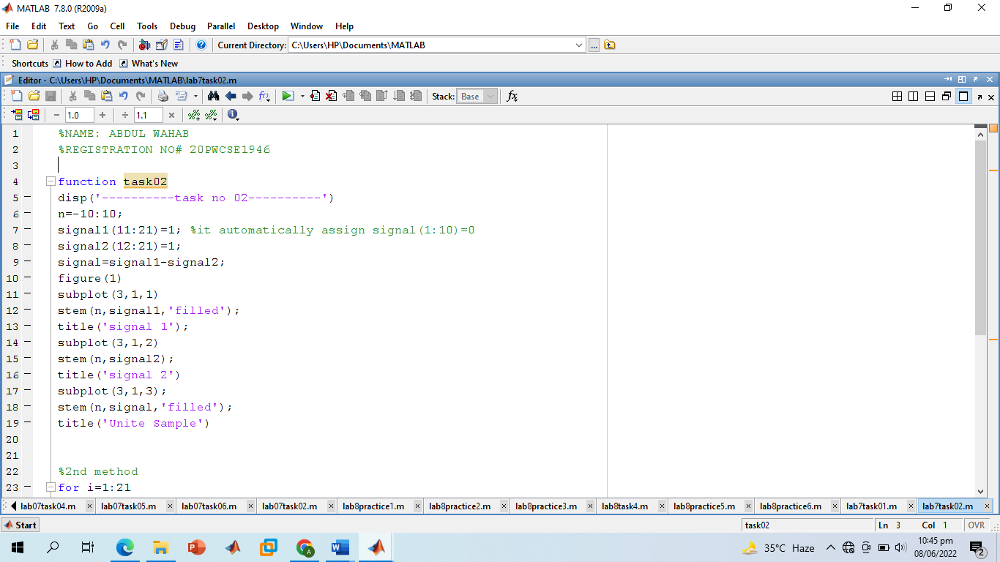 MATLAB 7.8.0 (R2009a)
File Edit Text Go Cell Tools Debug Parallel Desktop Window Help
Current Directory: C:\Users\HP\Documents\MATLAB ...
Shortcuts How to Add What's New
Editor - C:\Users\HP\Documents\MATLAB\lab7task02.m
Stack: Base fx
− 1.0 + ÷ 1.1 ×
1 %NAME: ABDUL WAHAB
2 %REGISTRATION NO# 20PWCSE1946
3
4 function task02
5 disp('----------task no 02----------')
6 n=-10:10;
7 signal1(11:21)=1; %it automatically assign signal(1:10)=0
8 signal2(12:21)=1;
9 signal=signal1-signal2;
10 figure(1)
11 subplot(3,1,1)
12 stem(n,signal1,'filled');
13 title('signal 1');
14 subplot(3,1,2)
15 stem(n,signal2);
16 title('signal 2')
17 subplot(3,1,3);
18 stem(n,signal,'filled');
19 title('Unite Sample')
20
21
22 %2nd method
23 for i=1:21
lab07task04.m lab07task05.m lab07task06.m lab07task02.m lab8practice1.m lab8practice2.m lab8practice3.m lab8task4.m lab8practice5.m lab8practice6.m lab7task01.m lab7task02.m
Start task02 Ln 3 Col 1 OVR
35°C Haze 10:45 pm
08/06/2022 2